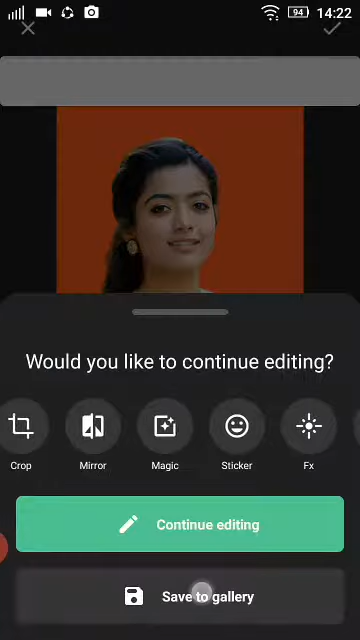 94 14:22
Would you like to continue editing?
Crop Mirror Magic Sticker Fx
Continue editing
Save to gallery